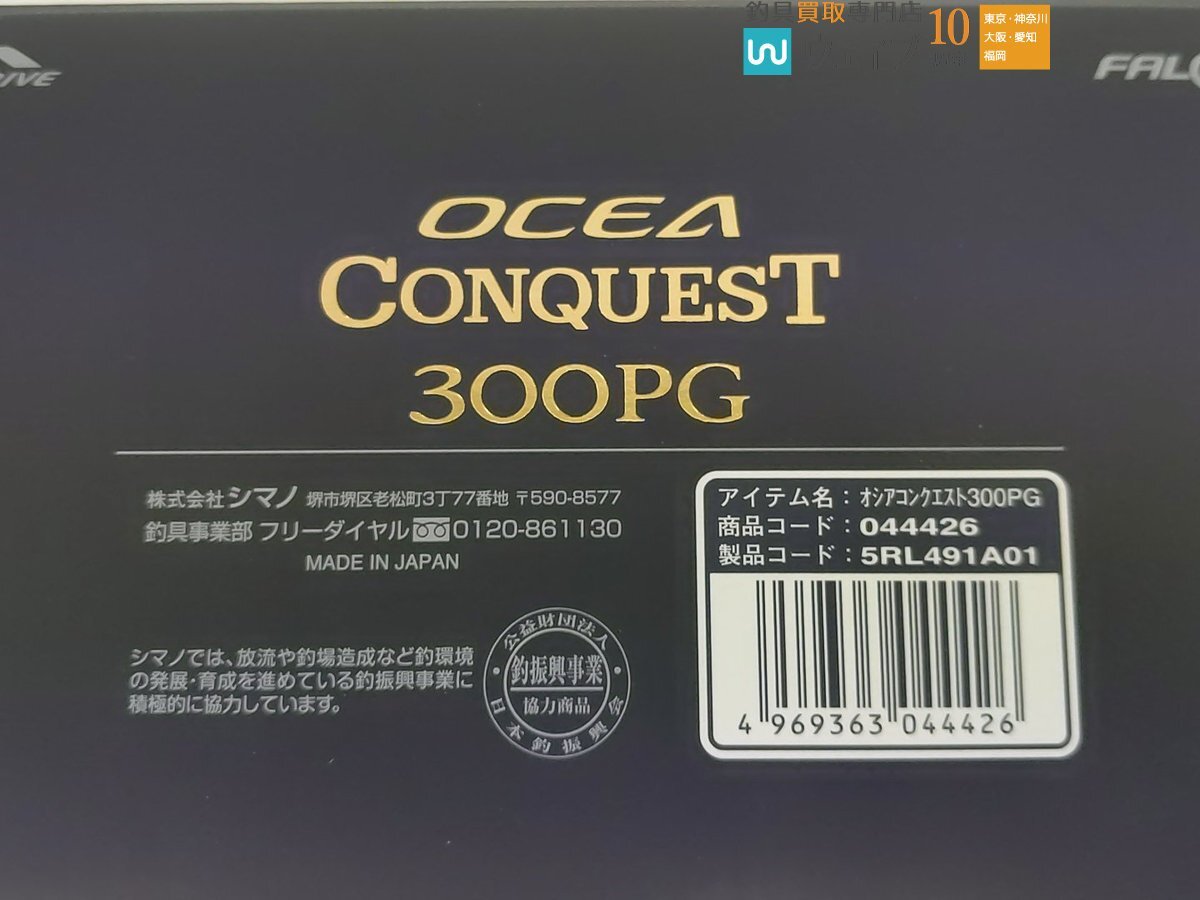 釣具買取専門店
ウェイブ
10
東京・神奈川
大阪・愛知
福岡
OCEA
CONQUEST
300PG
株式会社シマノ 堺市堺区老松町3丁77番地 〒590-8577
釣具事業部 フリーダイヤル 0120-861130
MADE IN JAPAN
シマノでは、放流や釣場造成など釣環境
の発展・育成を進めている釣振興事業に
積極的に協力しています。
公益財団法人
釣振興事業
協力商品
日本釣振興会
アイテム名：オシアコンクエスト300PG
商品コード：044426
製品コード：5RL491A01
4 969363 044426